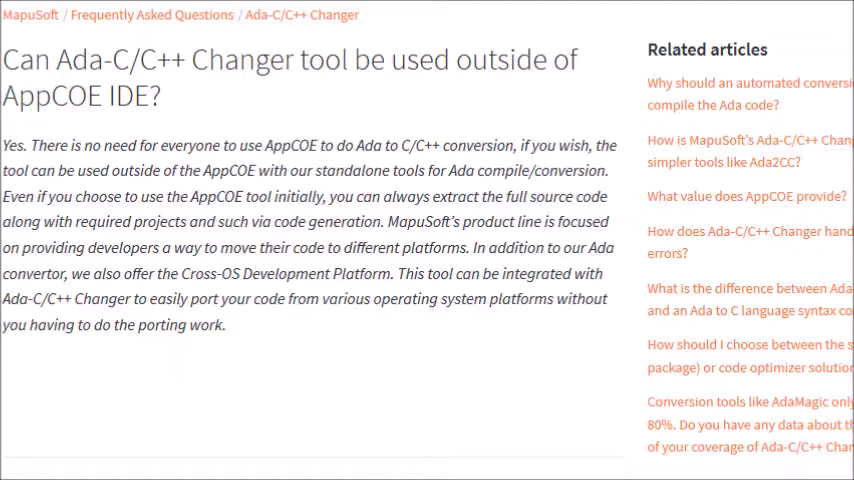 MapuSoft / Frequently Asked Questions / Ada-C/C++ Changer
Can Ada-C/C++ Changer tool be used outside of
AppCOE IDE?
Yes. There is no need for everyone to use AppCOE to do Ada to C/C++ conversion, if you wish, the
tool can be used outside of the AppCOE with our standalone tools for Ada compile/conversion.
Even if you choose to use the AppCOE tool initially, you can always extract the full source code
along with required projects and such via code generation. MapuSoft's product line is focused
on providing developers a way to move their code to different platforms. In addition to our Ada
convertor, we also offer the Cross-OS Development Platform. This tool can be integrated with
Ada-C/C++ Changer to easily port your code from various operating system platforms without
you having to do the porting work.
Related articles
Why should an automated conversi
compile the Ada code?
How is MapuSoft's Ada-C/C++ Chan
simpler tools like Ada2CC?
What value does AppCOE provide?
How does Ada-C/C++ Changer hand
errors?
What is the difference between Ada
and an Ada to C language syntax co
How should I choose between the s
package) or code optimizer solution
Conversion tools like AdaMagic only
80%. Do you have any data about th
of your coverage of Ada-C/C++ Chan